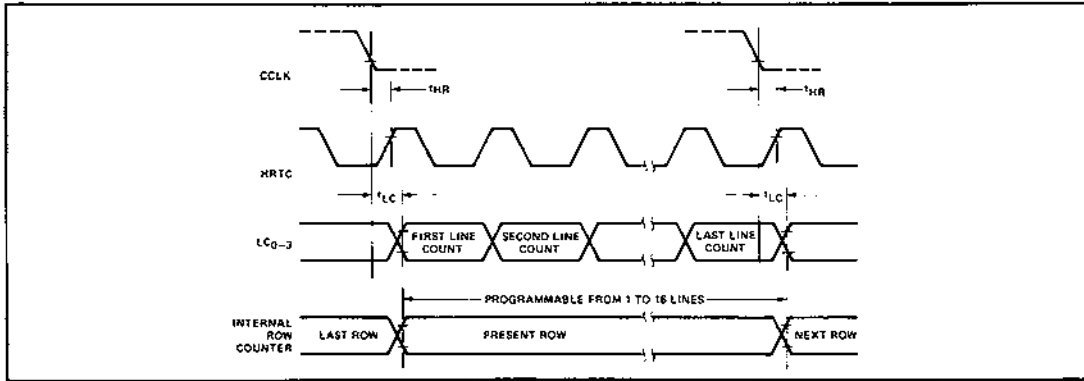 CCLK
tHR
tHR
HRTC
tLC
tLC
LC0–3
FIRST LINE COUNT
SECOND LINE COUNT
LAST LINE COUNT
PROGRAMMABLE FROM 1 TO 16 LINES
INTERNAL ROW COUNTER
LAST ROW
PRESENT ROW
NEXT ROW